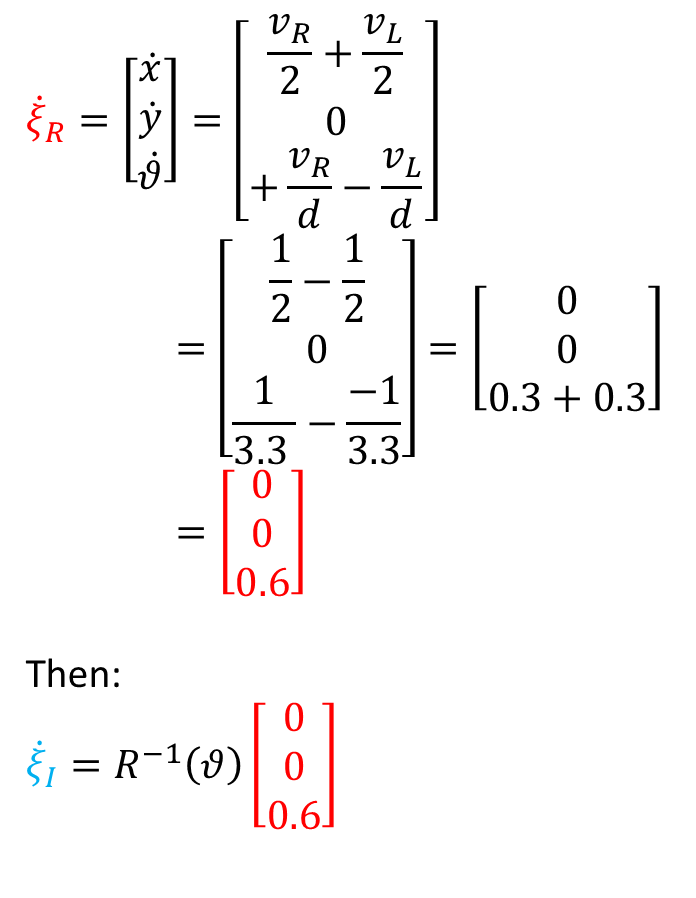 ξ̇_R = [ẋ ẏ ϑ̇] = [v_R/2 + v_L/2 0 + v_R/d − v_L/d]
= [1/2 − 1/2 0 1/3.3 − −1/3.3] = [0 0 0.3 + 0.3]
= [0 0 0.6]
Then:
ξ̇_I = R⁻¹(ϑ) [0 0 0.6]